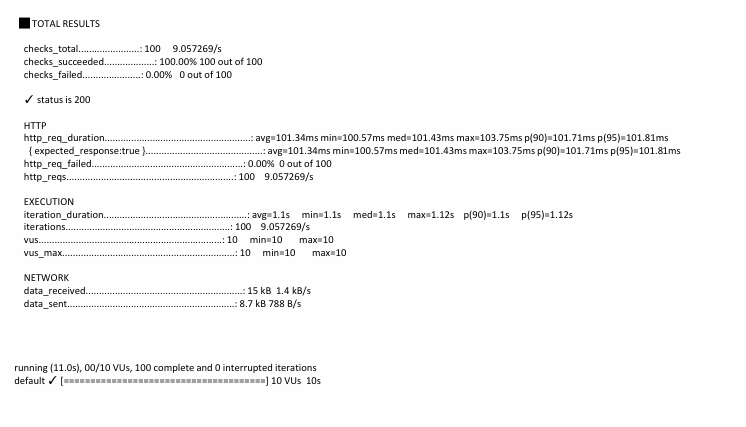 █ TOTAL RESULTS
checks_total.......................: 100 9.057269/s
checks_succeeded...................: 100.00% 100 out of 100
checks_failed......................: 0.00% 0 out of 100
✓ status is 200
HTTP
http_req_duration.......................................................: avg=101.34ms min=100.57ms med=101.43ms max=103.75ms p(90)=101.71ms p(95)=101.81ms
{ expected_response:true }............................................: avg=101.34ms min=100.57ms med=101.43ms max=103.75ms p(90)=101.71ms p(95)=101.81ms
http_req_failed.........................................................: 0.00% 0 out of 100
http_reqs...............................................................: 100 9.057269/s
EXECUTION
iteration_duration......................................................: avg=1.1s min=1.1s med=1.1s max=1.12s p(90)=1.1s p(95)=1.12s
iterations..............................................................: 100 9.057269/s
vus.....................................................................: 10 min=10 max=10
vus_max.................................................................: 10 min=10 max=10
NETWORK
data_received...........................................................: 15 kB 1.4 kB/s
data_sent...............................................................: 8.7 kB 788 B/s
running (11.0s), 00/10 VUs, 100 complete and 0 interrupted iterations
default ✓ [======================================] 10 VUs 10s